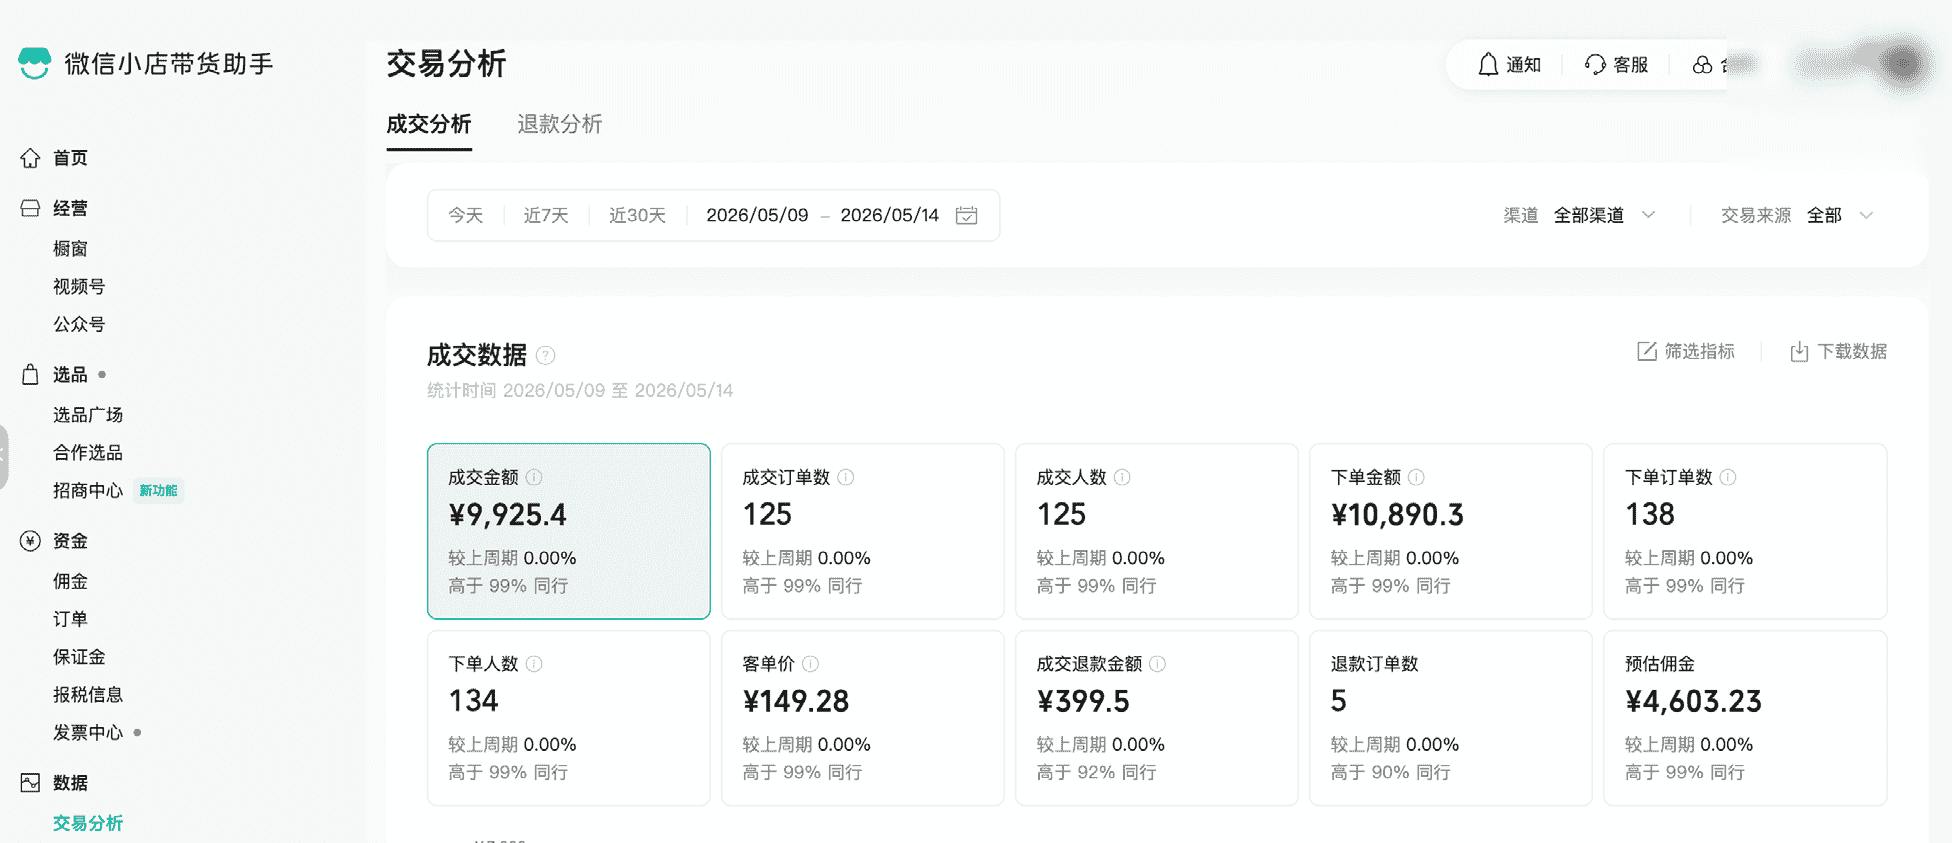 微信小店带货助手
首页
经营
橱窗
视频号
公众号
选品
选品广场
合作选品
招商中心 新功能
资金
佣金
订单
保证金
报税信息
发票中心
数据
交易分析
交易分析
通知 客服
成交分析 退款分析
今天 近7天 近30天 2026/05/09 – 2026/05/14
渠道 全部渠道 交易来源 全部
成交数据
筛选指标 下载数据
统计时间 2026/05/09 至 2026/05/14
成交金额
¥9,925.4
较上周期 0.00%
高于 99% 同行
成交订单数
125
较上周期 0.00%
高于 99% 同行
成交人数
125
较上周期 0.00%
高于 99% 同行
下单金额
¥10,890.3
较上周期 0.00%
高于 99% 同行
下单订单数
138
较上周期 0.00%
高于 99% 同行
下单人数
134
较上周期 0.00%
高于 99% 同行
客单价
¥149.28
较上周期 0.00%
高于 99% 同行
成交退款金额
¥399.5
较上周期 0.00%
高于 92% 同行
退款订单数
5
较上周期 0.00%
高于 90% 同行
预估佣金
¥4,603.23
较上周期 0.00%
高于 99% 同行